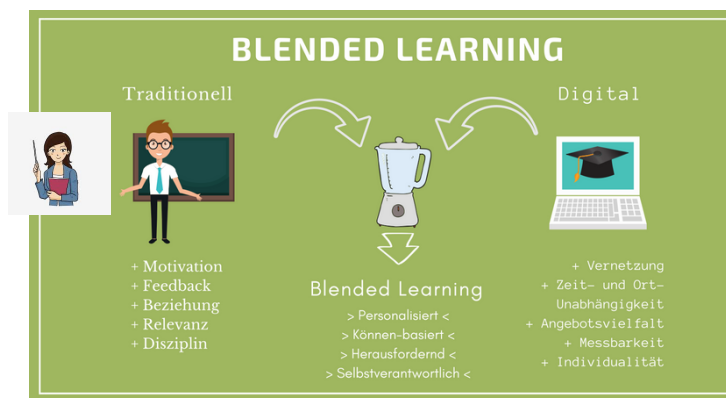 BLENDED LEARNING
Traditionell
+ Motivation
+ Feedback
+ Beziehung
+ Relevanz
+ Disziplin
Blended Learning
> Personalisiert <
> Können-basiert <
> Herausfordernd <
> Selbstverantwortlich <
Digital
+ Vernetzung
+ Zeit- und Ort-
Unabhängigkeit
+ Angebotsvielfalt
+ Messbarkeit
+ Individualität